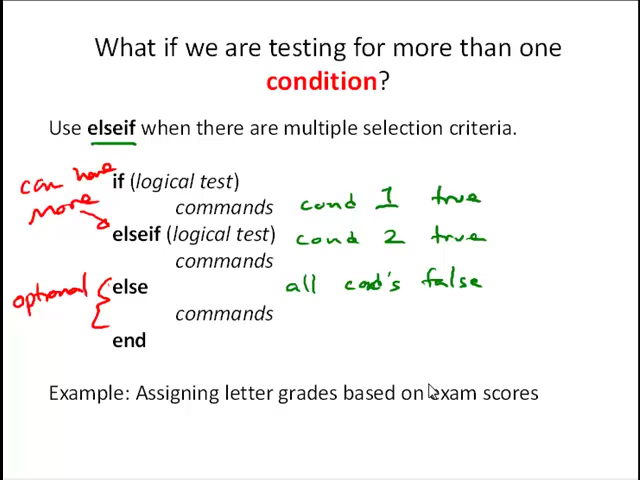 What if we are testing for more than one
condition?
Use elseif when there are multiple selection criteria.
can have
more
if (logical test)
commands cond 1 true
elseif (logical test) cond 2 true
commands
optional else all cond's false
commands
end
Example: Assigning letter grades based on exam scores